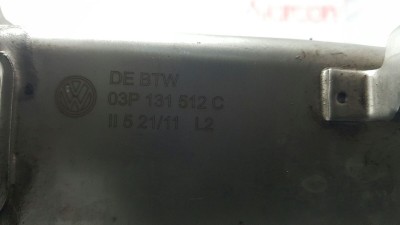 DE BTW
03P 131 512 C
II 5 21/11 L2